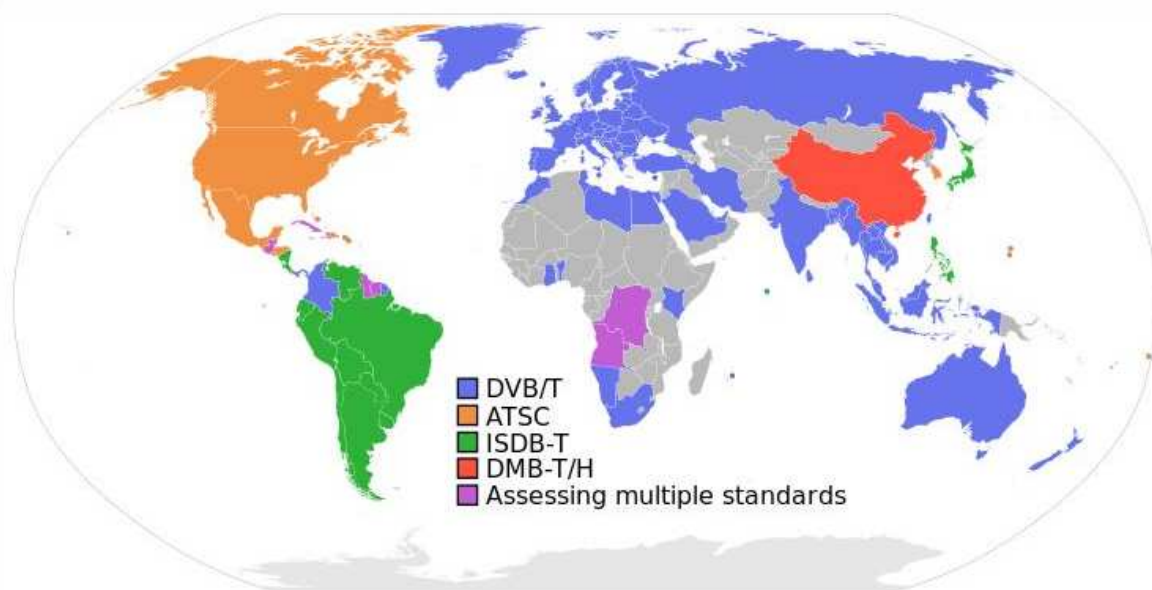 DVB/T
ATSC
ISDB-T
DMB-T/H
Assessing multiple standards